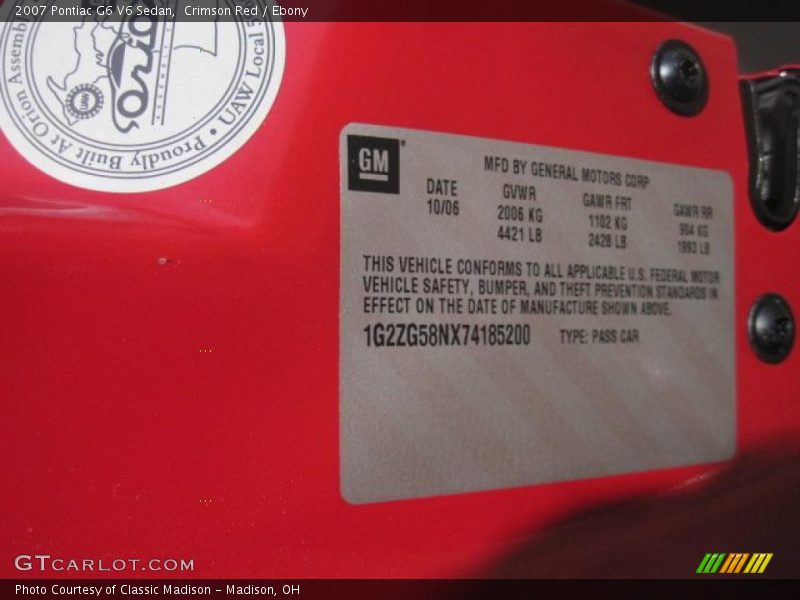 2007 Pontiac G6 V6 Sedan, Crimson Red / Ebony
Proudly Built At Orion Assembly
• UAW Local
GM
MFD BY GENERAL MOTORS CORP
DATE GVWR GAWR FRT GAWR RR
10/06 2006 KG 1102 KG 904 KG
4421 LB 2428 LB 1993 LB
THIS VEHICLE CONFORMS TO ALL APPLICABLE U.S. FEDERAL MOTOR
VEHICLE SAFETY, BUMPER, AND THEFT PREVENTION STANDARDS IN
EFFECT ON THE DATE OF MANUFACTURE SHOWN ABOVE.
1G2ZG58NX74185200 TYPE: PASS CAR
GTCARLOT.COM
Photo Courtesy of Classic Madison - Madison, OH